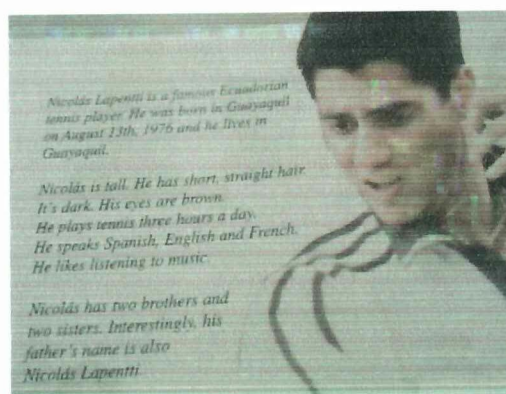 Nicolás Lapentti is a famous Ecuadorian
tennis player. He was born in Guayaquil
on August 13th, 1976 and he lives in
Guayaquil.
Nicolás is tall. He has short, straight hair.
It's dark. His eyes are brown.
He plays tennis three hours a day.
He speaks Spanish, English and French.
He likes listening to music.
Nicolás has two brothers and
two sisters. Interestingly, his
father's name is also
Nicolás Lapentti